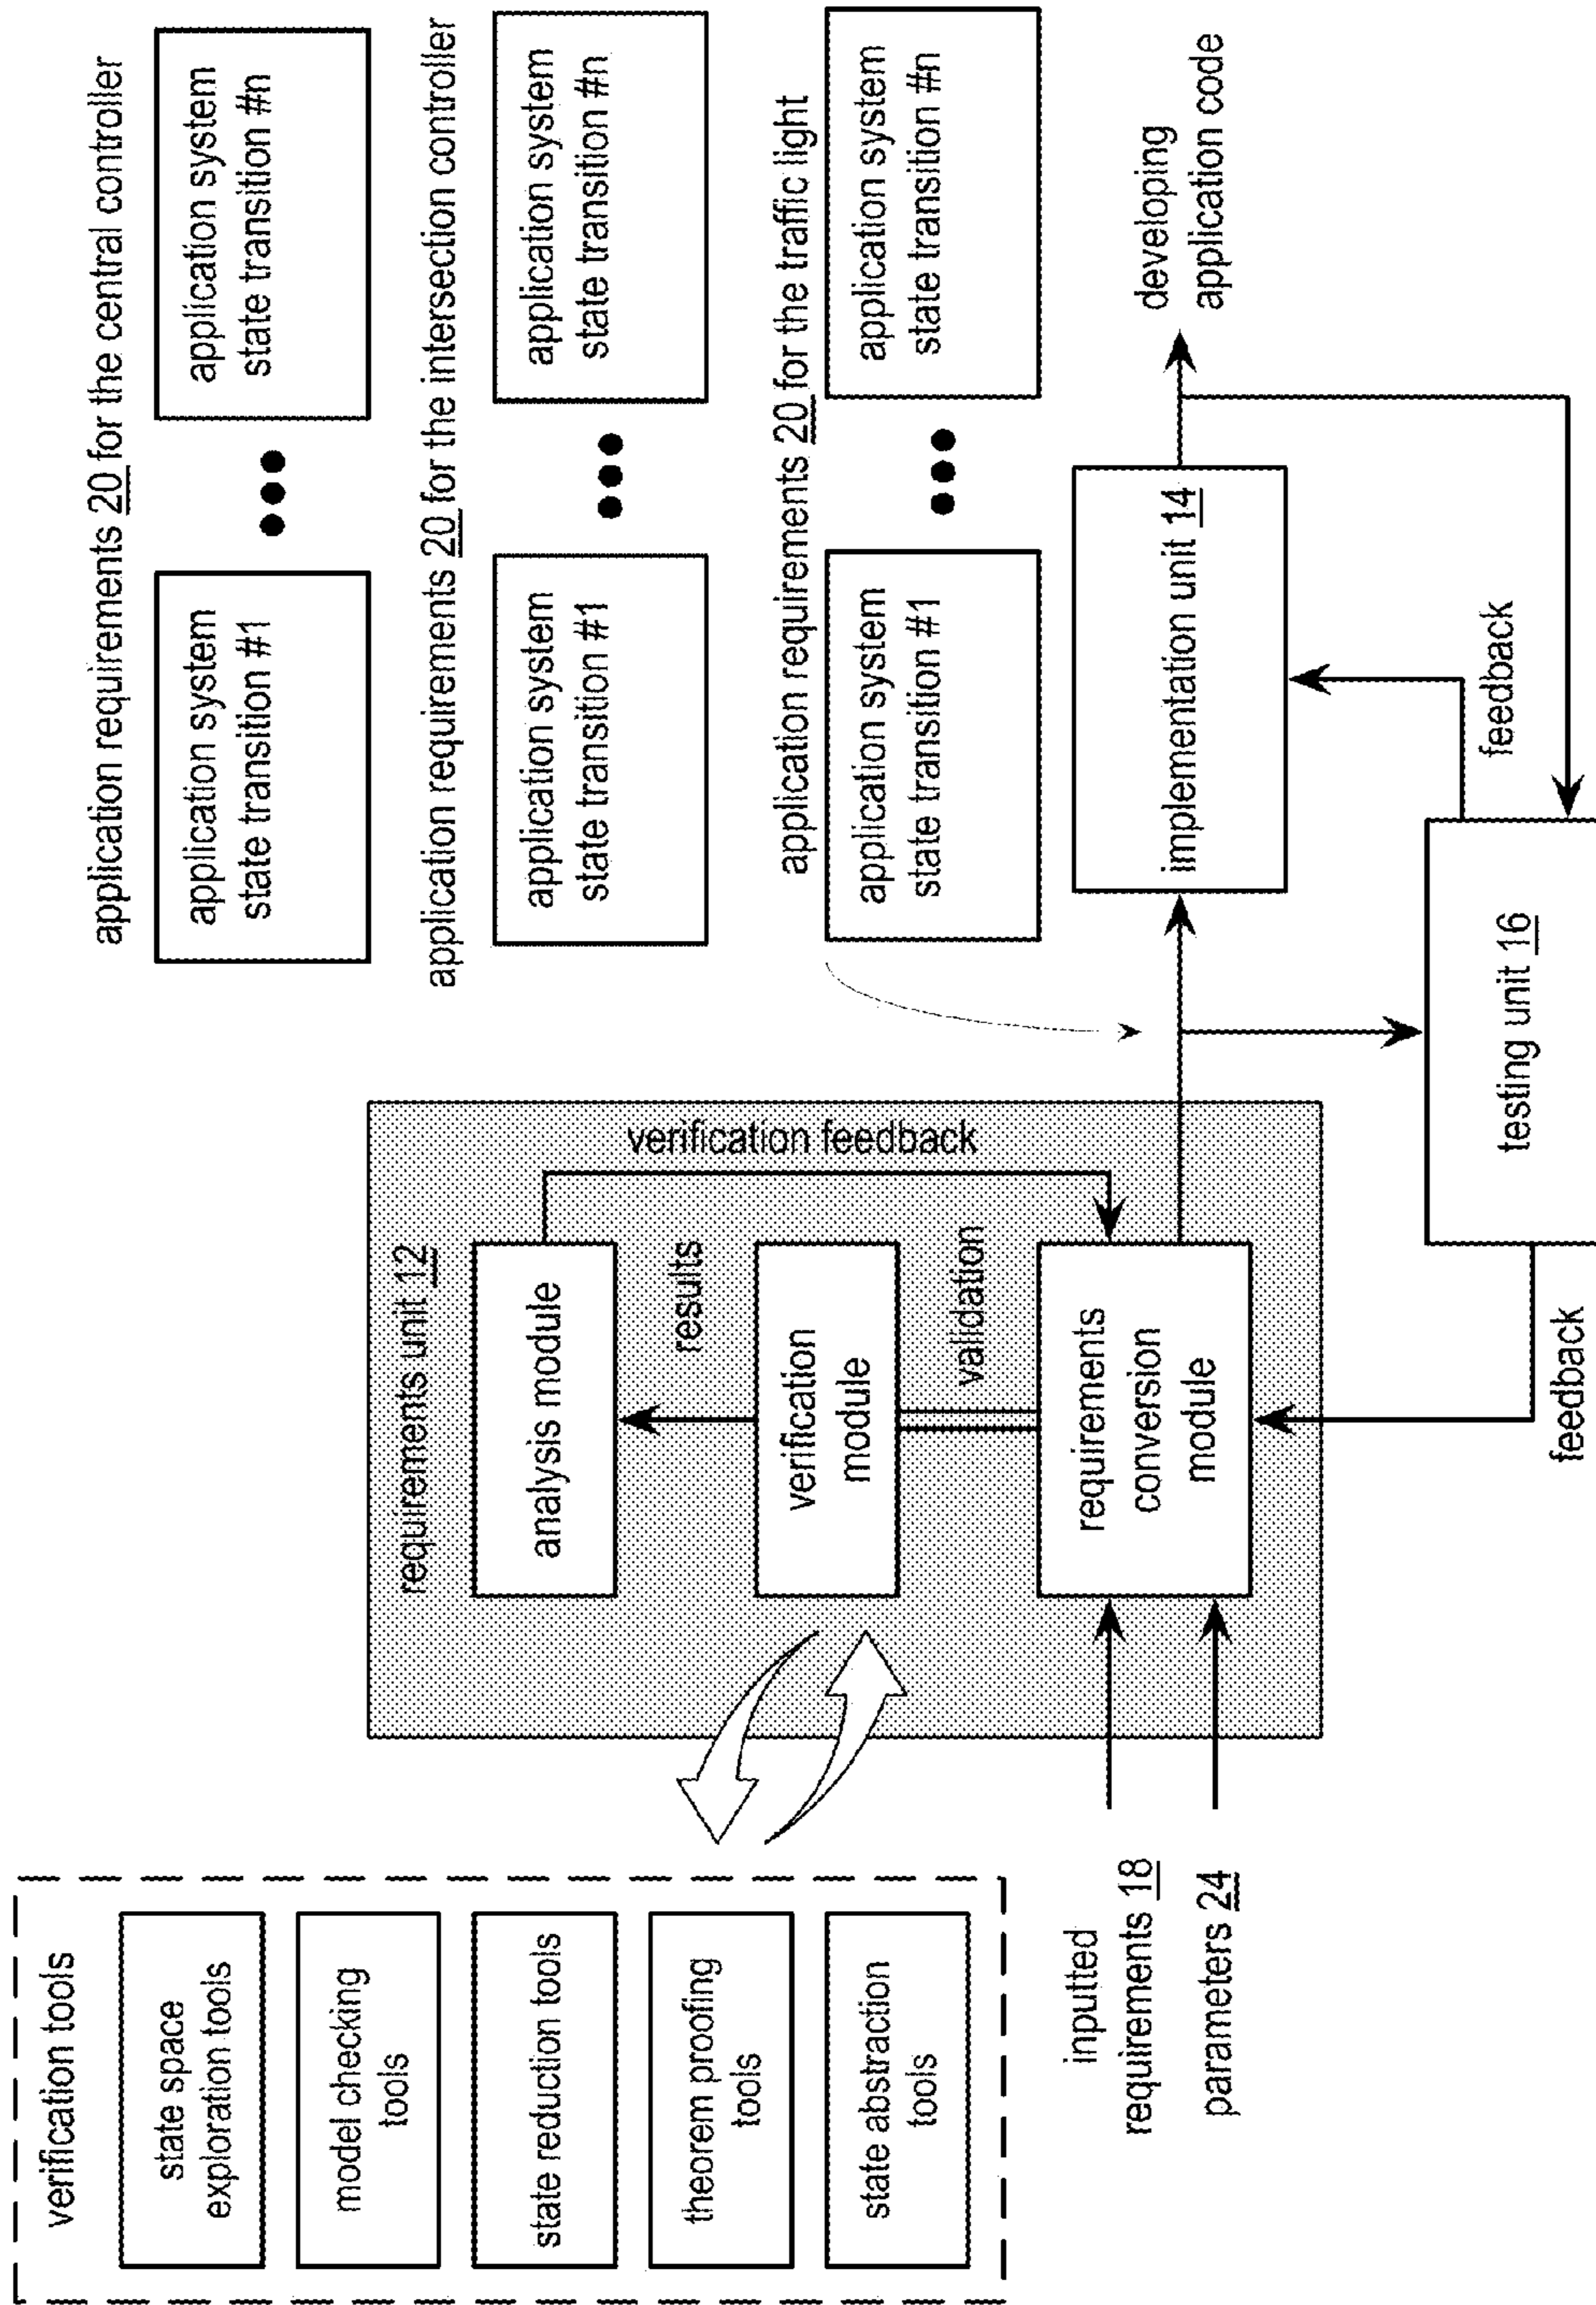 verification tools
state space
exploration tools
model checking
tools
state reduction tools
theorem proofing
tools
state abstraction
tools
inputted
requirements 18
parameters 24
requirements unit 12
analysis module
results
verification
module
validation
requirements
conversion
module
verification feedback
application requirements 20 for the central controller
application system
state transition #1
application system
state transition #n
application requirements 20 for the intersection controller
application system
state transition #1
application system
state transition #n
application requirements 20 for the traffic light
application system
state transition #1
application system
state transition #n
implementation unit 14
developing
application code
feedback
testing unit 16
feedback